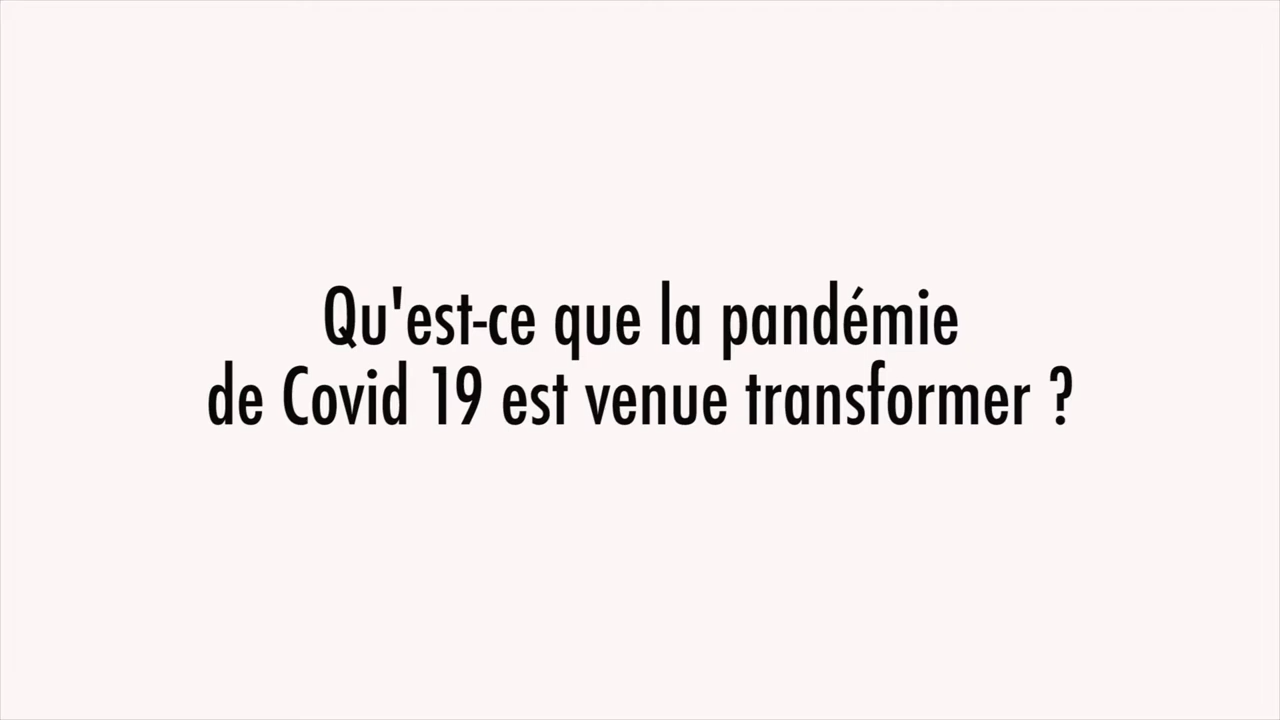 Qu'est-ce que la pandémie
de Covid 19 est venue transformer ?